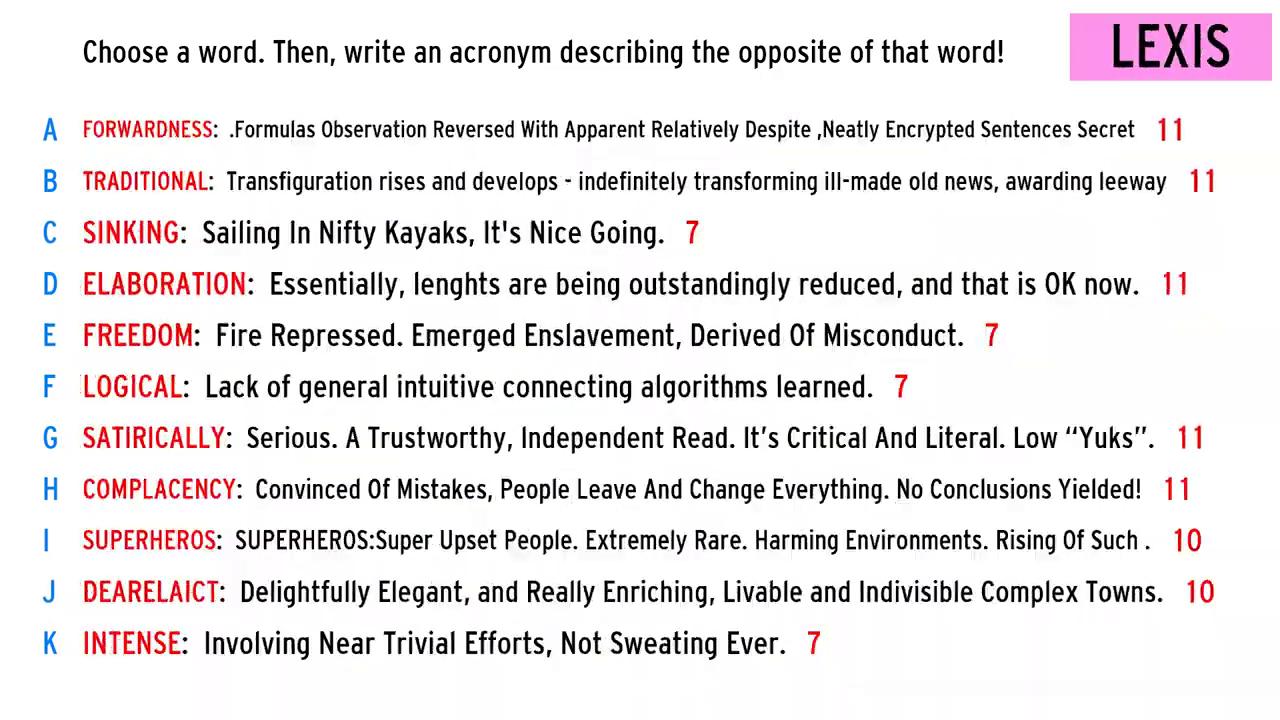 Choose a word. Then, write an acronym describing the opposite of that word!
LEXIS
A FORWARDNESS: .Formulas Observation Reversed With Apparent Relatively Despite ,Neatly Encrypted Sentences Secret 11
B TRADITIONAL: Transfiguration rises and develops - indefinitely transforming ill-made old news, awarding leeway 11
C SINKING: Sailing In Nifty Kayaks, It's Nice Going. 7
D ELABORATION: Essentially, lenghts are being outstandingly reduced, and that is OK now. 11
E FREEDOM: Fire Repressed. Emerged Enslavement, Derived Of Misconduct. 7
F LOGICAL: Lack of general intuitive connecting algorithms learned. 7
G SATIRICALLY: Serious. A Trustworthy, Independent Read. It’s Critical And Literal. Low “Yuks”. 11
H COMPLACENCY: Convinced Of Mistakes, People Leave And Change Everything. No Conclusions Yielded! 11
I SUPERHEROS: SUPERHEROS:Super Upset People. Extremely Rare. Harming Environments. Rising Of Such . 10
J DEARELAICT: Delightfully Elegant, and Really Enriching, Livable and Indivisible Complex Towns. 10
K INTENSE: Involving Near Trivial Efforts, Not Sweating Ever. 7